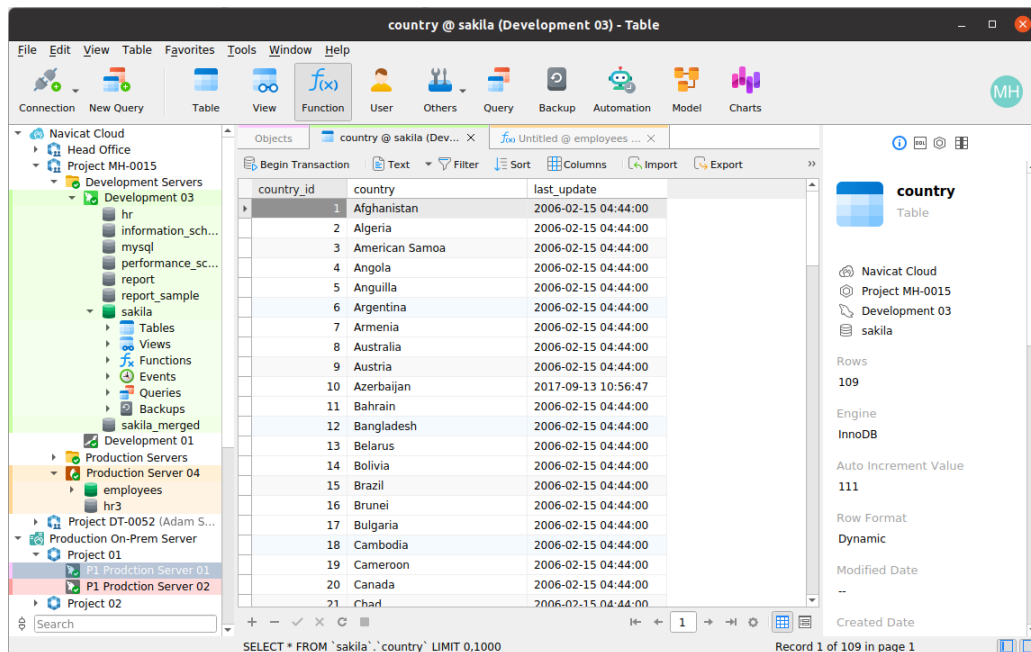 country @ sakila (Development 03) - Table
File Edit View Table Favorites Tools Window Help
Connection New Query Table View Function User Others Query Backup Automation Model Charts
MH
Navicat Cloud
Head Office
Project MH-0015
Development Servers
Development 03
hr
information_sch...
mysql
performance_sc...
report
report_sample
sakila
Tables
Views
Functions
Events
Queries
Backups
sakila_merged
Development 01
Production Servers
Production Server 04
employees
hr3
Project DT-0052 (Adam S...
Production On-Prem Server
Project 01
P1 Prodction Server 01
P1 Prodction Server 02
Project 02
Search
Objects country @ sakila (Dev... Untitled @ employees ...
Begin Transaction Text Filter Sort Columns Import Export
country_id country last_update
1 Afghanistan 2006-02-15 04:44:00
2 Algeria 2006-02-15 04:44:00
3 American Samoa 2006-02-15 04:44:00
4 Angola 2006-02-15 04:44:00
5 Anguilla 2006-02-15 04:44:00
6 Argentina 2006-02-15 04:44:00
7 Armenia 2006-02-15 04:44:00
8 Australia 2006-02-15 04:44:00
9 Austria 2006-02-15 04:44:00
10 Azerbaijan 2017-09-13 10:56:47
11 Bahrain 2006-02-15 04:44:00
12 Bangladesh 2006-02-15 04:44:00
13 Belarus 2006-02-15 04:44:00
14 Bolivia 2006-02-15 04:44:00
15 Brazil 2006-02-15 04:44:00
16 Brunei 2006-02-15 04:44:00
17 Bulgaria 2006-02-15 04:44:00
18 Cambodia 2006-02-15 04:44:00
19 Cameroon 2006-02-15 04:44:00
20 Canada 2006-02-15 04:44:00
21 Chad 2006-02-15 04:44:00
1
SELECT * FROM `sakila`.`country` LIMIT 0,1000
Record 1 of 109 in page 1
country
Table
Navicat Cloud
Project MH-0015
Development 03
sakila
Rows
109
Engine
InnoDB
Auto Increment Value
111
Row Format
Dynamic
Modified Date
--
Created Date